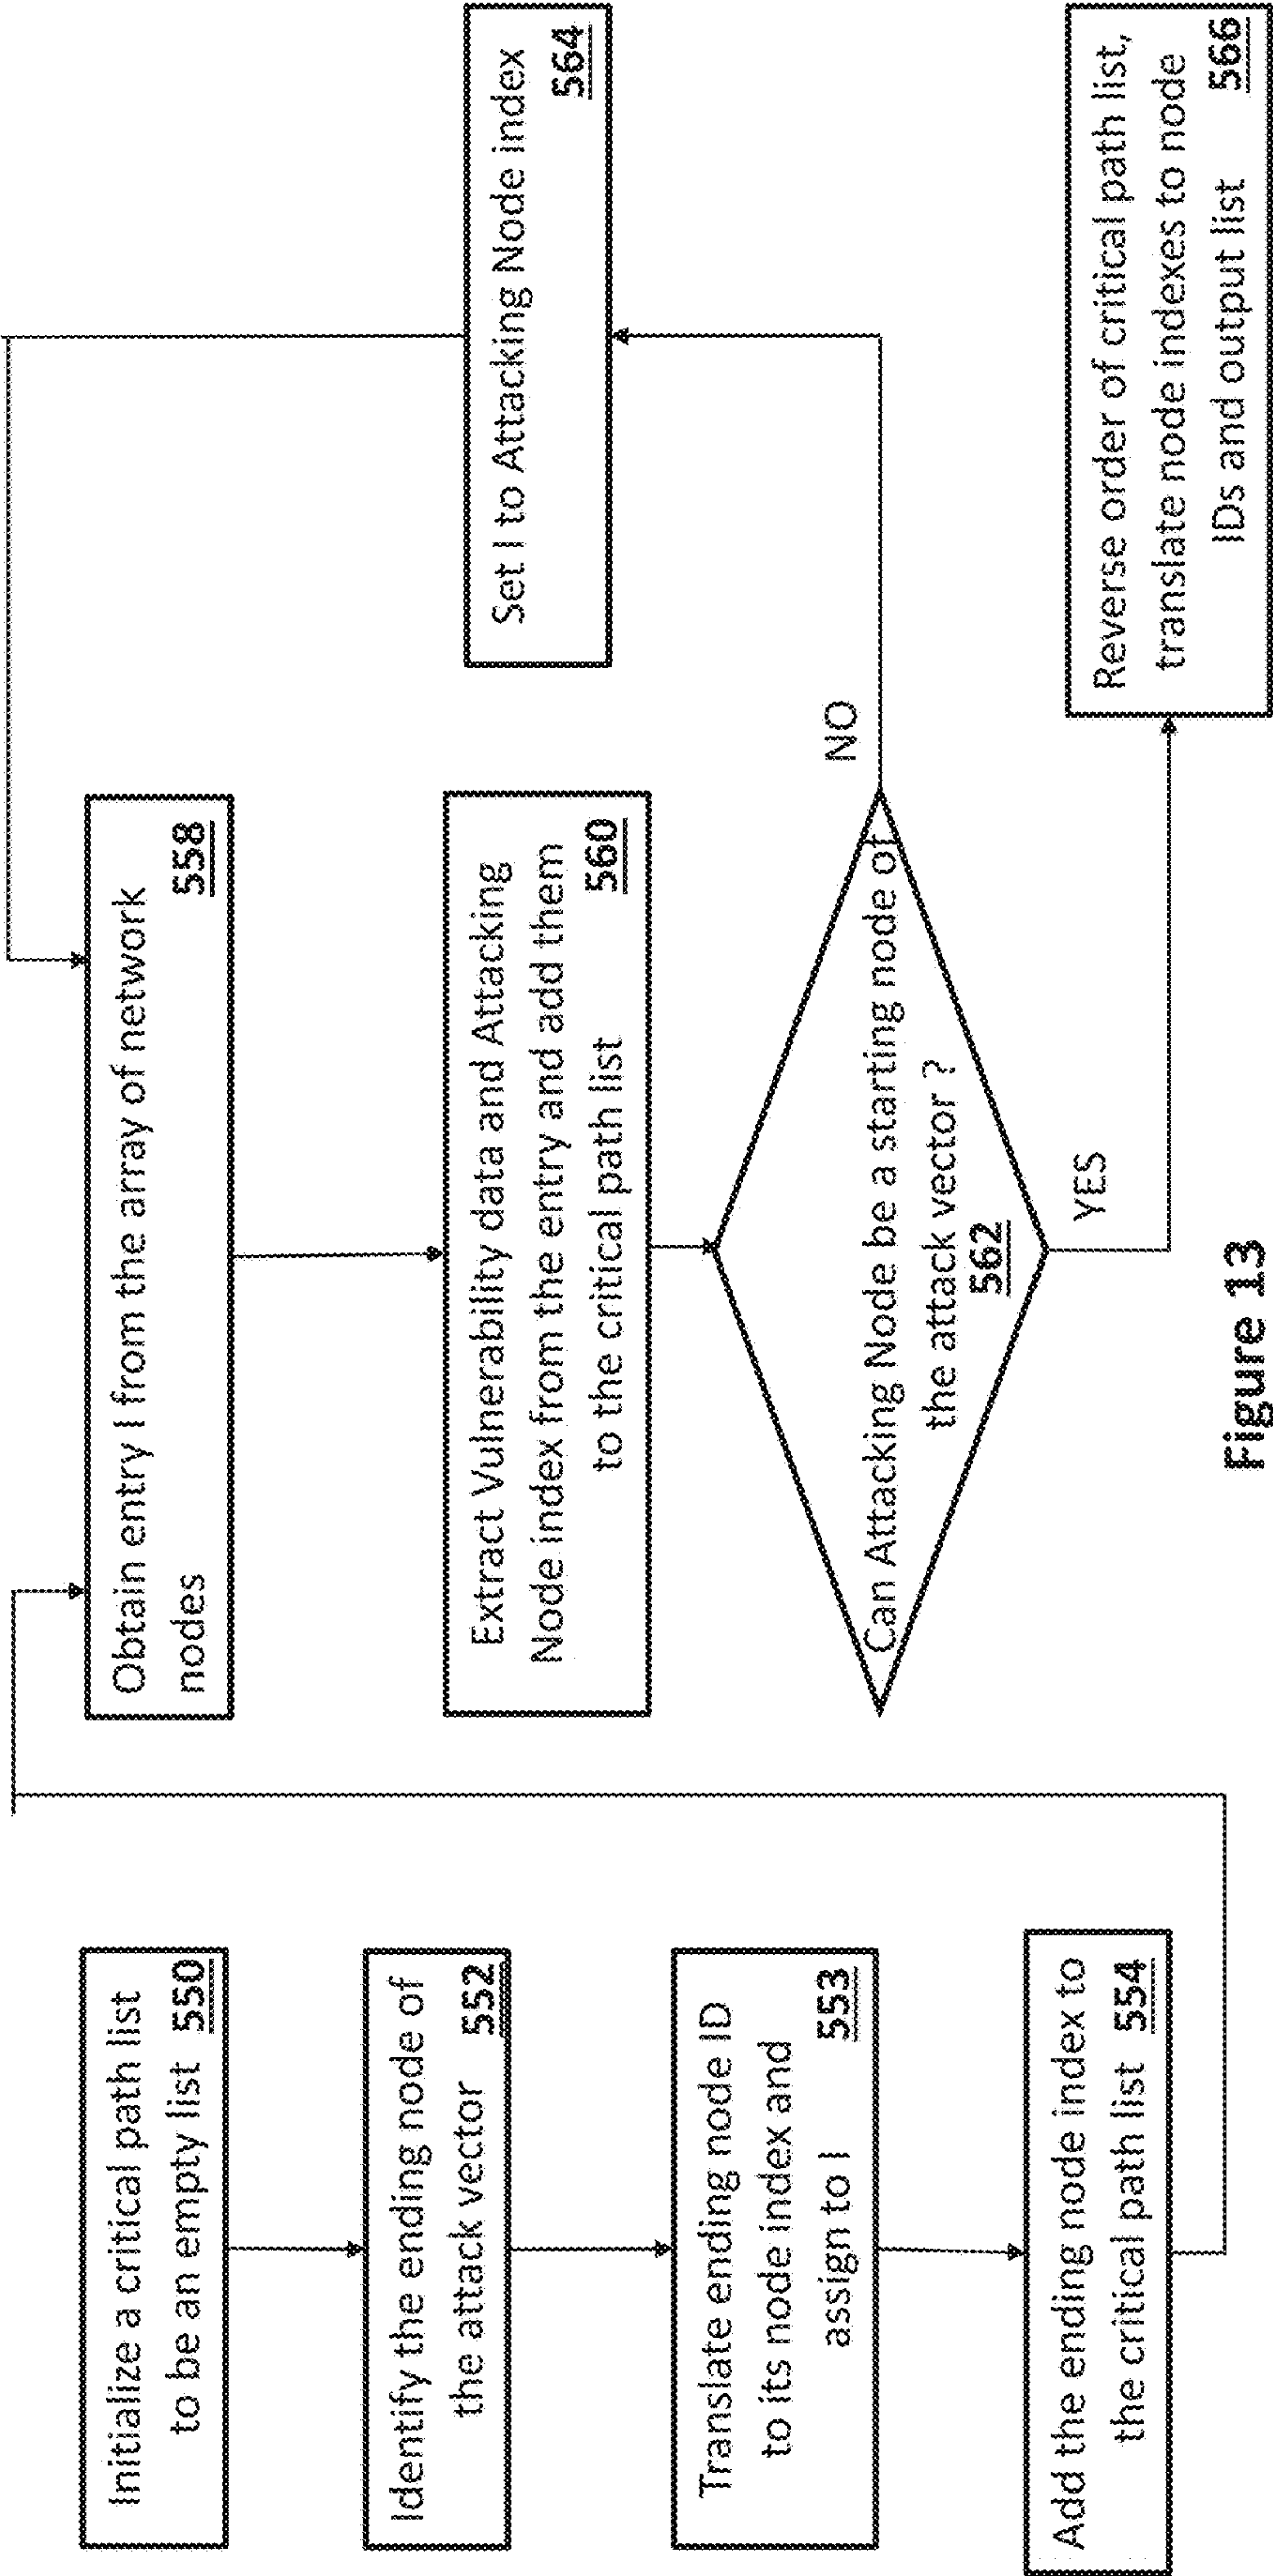 Initialize a critical path list
to be an empty list 550
Identify the ending node of
the attack vector 552
Translate ending node ID
to its node index and 553
assign to I
Add the ending node index to
the critical path list 554
Obtain entry I from the array of network
nodes 558
Extract Vulnerability data and Attacking
Node index from the entry and add them
to the critical path list 560
Can Attacking Node be a starting node of
the attack vector ?
562
NO
YES
Set I to Attacking Node index
564
Reverse order of critical path list,
translate node indexes to node
IDs and output list 566
Figure 13